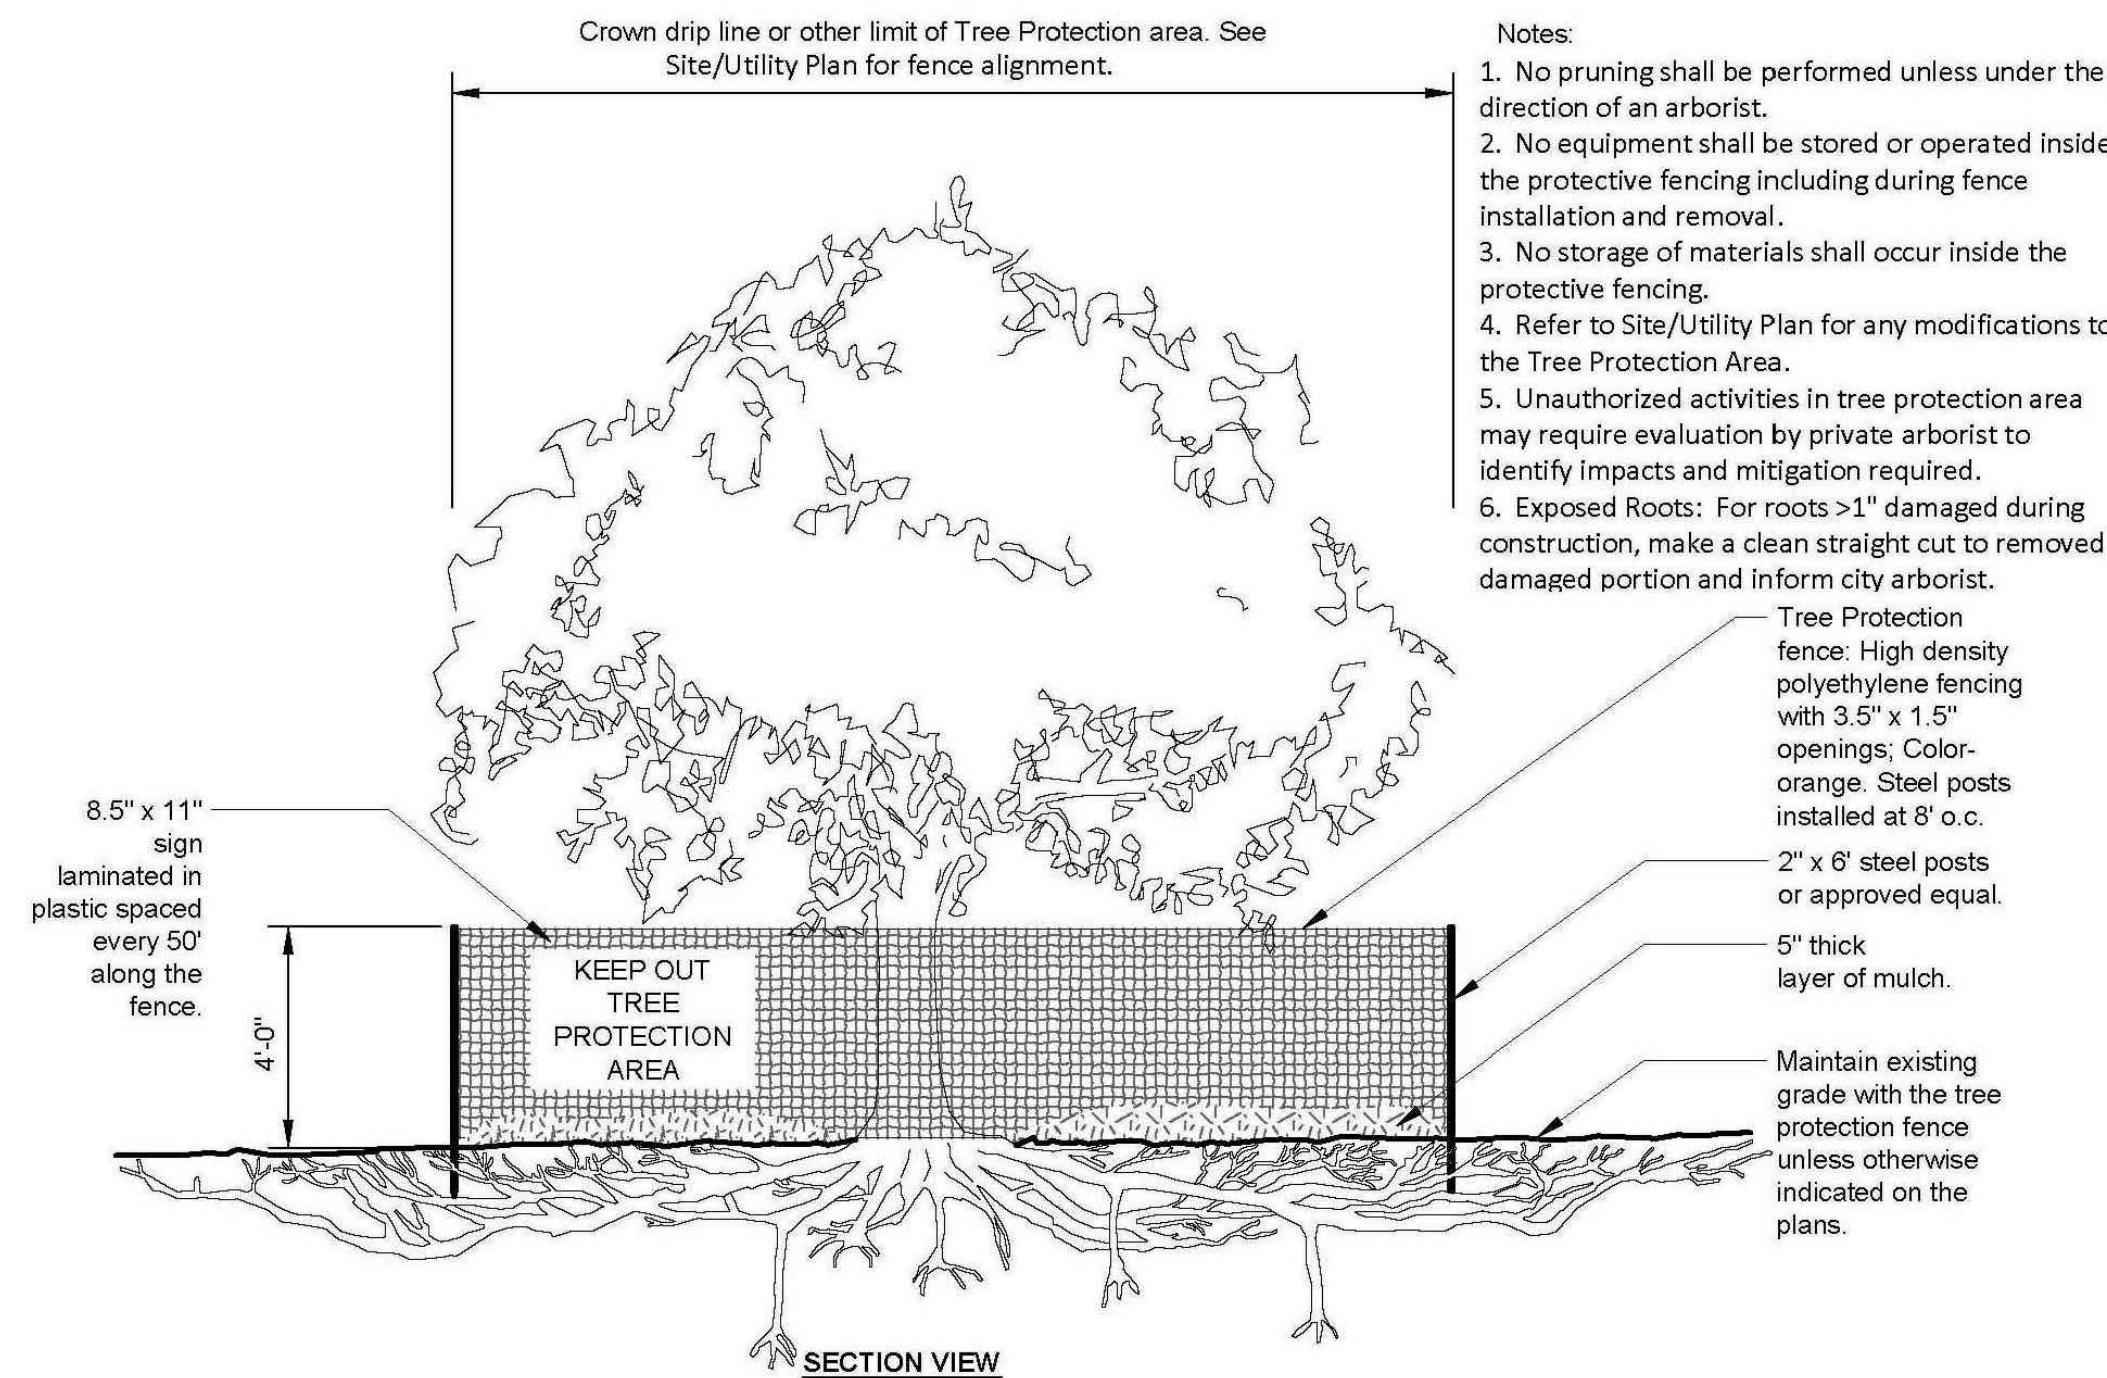 Crown drip line or other limit of Tree Protection area. See
Site/Utility Plan for fence alignment.
Notes:
1. No pruning shall be performed unless under the
direction of an arborist.
2. No equipment shall be stored or operated inside
the protective fencing including during fence
installation and removal.
3. No storage of materials shall occur inside the
protective fencing.
4. Refer to Site/Utility Plan for any modifications to
the Tree Protection Area.
5. Unauthorized activities in tree protection area
may require evaluation by private arborist to
identify impacts and mitigation required.
6. Exposed Roots: For roots >1" damaged during
construction, make a clean straight cut to removed
damaged portion and inform city arborist.
Tree Protection
fence: High density
polyethylene fencing
with 3.5" x 1.5"
openings; Color-
orange. Steel posts
installed at 8' o.c.
2" x 6' steel posts
or approved equal.
5" thick
layer of mulch.
Maintain existing
grade with the tree
protection fence
unless otherwise
indicated on the
plans.
8.5" x 11"
sign
laminated in
plastic spaced
every 50'
along the
fence.
4'-0"
KEEP OUT
TREE
PROTECTION
AREA
SECTION VIEW